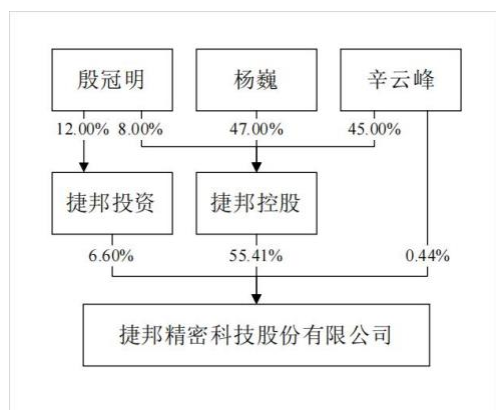 殷冠明
杨巍
辛云峰
12.00%
8.00%
47.00%
45.00%
捷邦投资
捷邦控股
6.60%
55.41%
0.44%
捷邦精密科技股份有限公司